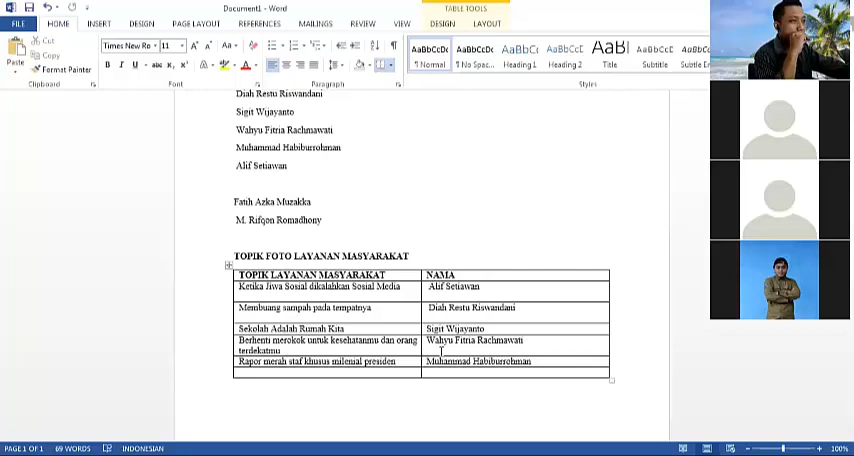 Document1 - Word
TABLE TOOLS
FILE HOME INSERT DESIGN PAGE LAYOUT REFERENCES MAILINGS REVIEW VIEW DESIGN LAYOUT
Cut
Copy
Format Painter
Paste
Clipboard
Times New Ro 11
Font
Paragraph
AaBbCcDc AaBbCcDc AaBbCc AaBbCcC AaB AaBbCcC AaBbCcD AaBbCcDc
¶ Normal ¶ No Spac... Heading 1 Heading 2 Title Subtitle Subtle Em
Styles
Diah Restu Riswandani
Sigit Wijayanto
Wahyu Fitria Rachmawati
Muhammad Habiburrohman
Alif Setiawan
Fatih Azka Muzakka
M. Rifqon Romadhony
TOPIK FOTO LAYANAN MASYARAKAT
TOPIK LAYANAN MASYARAKAT NAMA
Ketika Jiwa Sosial dikalahkan Sosial Media Alif Setiawan
Membuang sampah pada tempatnya Diah Restu Riswandani
Sekolah Adalah Rumah Kita Sigit Wijayanto
Berhenti merokok untuk kesehatanmu dan orang Wahyu Fitria Rachmawati
terdekatmu
Rapor merah staf khusus milenial presiden Muhammad Habiburrohman
PAGE 1 OF 1 69 WORDS INDONESIAN 100%